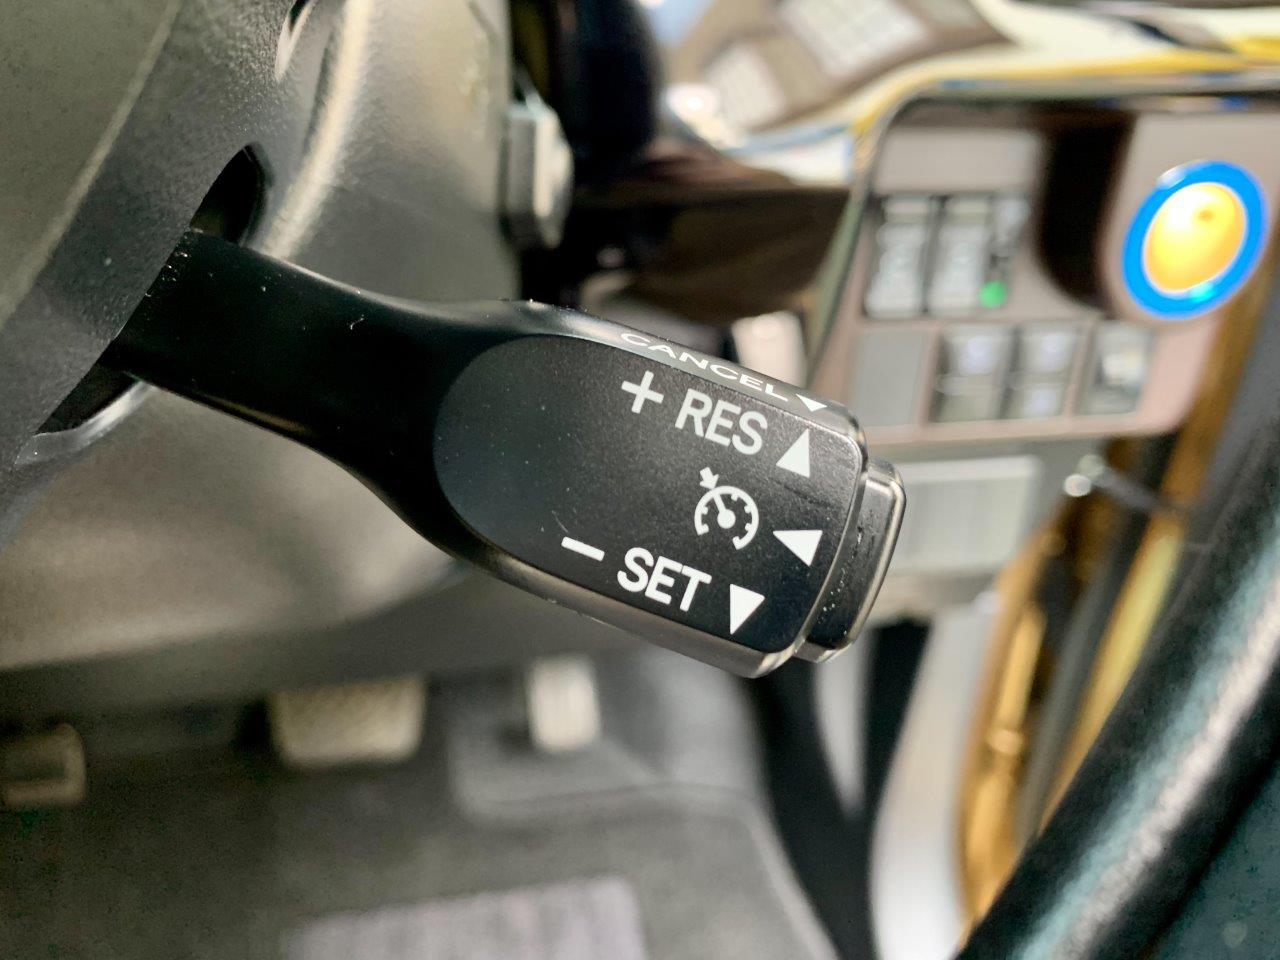 CANCEL ▼
+ RES ▲
◀
− SET ▼